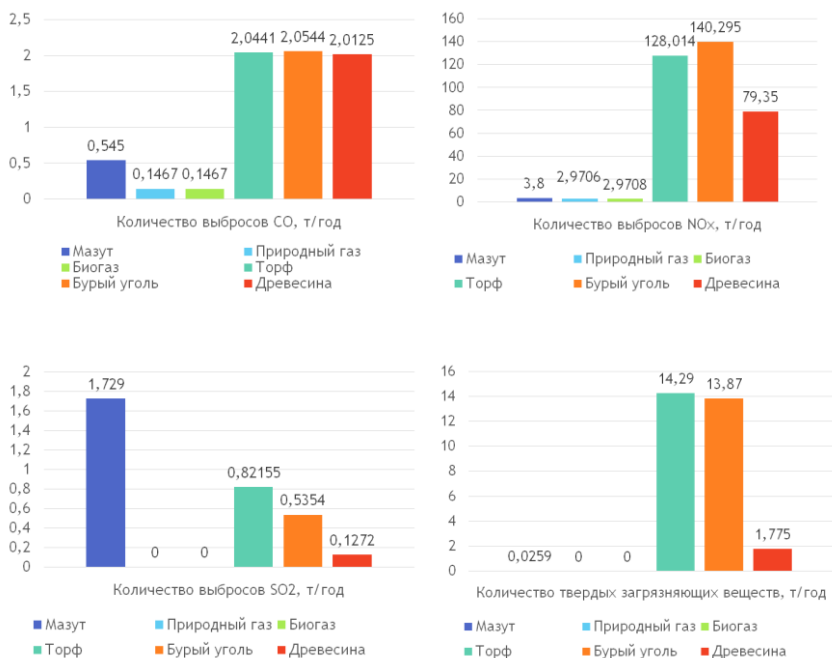 2,5
2
1,5
1
0,5
0
0,545
0,1467
0,1467
2,0441
2,0544
2,0125
Количество выбросов CO, т/год
Мазут
Природный газ
Биогаз
Торф
Бурый уголь
Древесина
160
140
120
100
80
60
40
20
0
3,8
2,9706
2,9708
128,014
140,295
79,35
Количество выбросов NOx, т/год
Мазут
Природный газ
Биогаз
Торф
Бурый уголь
Древесина
2
1,8
1,6
1,4
1,2
1
0,8
0,6
0,4
0,2
0
1,729
0
0
0,82155
0,5354
0,1272
Количество выбросов SO2, т/год
Мазут
Природный газ
Биогаз
Торф
Бурый уголь
Древесина
16
14
12
10
8
6
4
2
0
0,0259
0
0
14,29
13,87
1,775
Количество твердых загрязняющих веществ, т/год
Мазут
Природный газ
Биогаз
Торф
Бурый уголь
Древесина